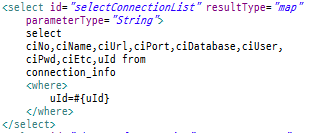 <select id="selectConnectionList" resultType="map"
parameterType="String">
select
ciNo,ciName,ciUrl,ciPort,ciDatabase,ciUser,
ciPwd,ciEtc,uId from
connection_info
<where>
uId=#{uId}
</where>
</select>